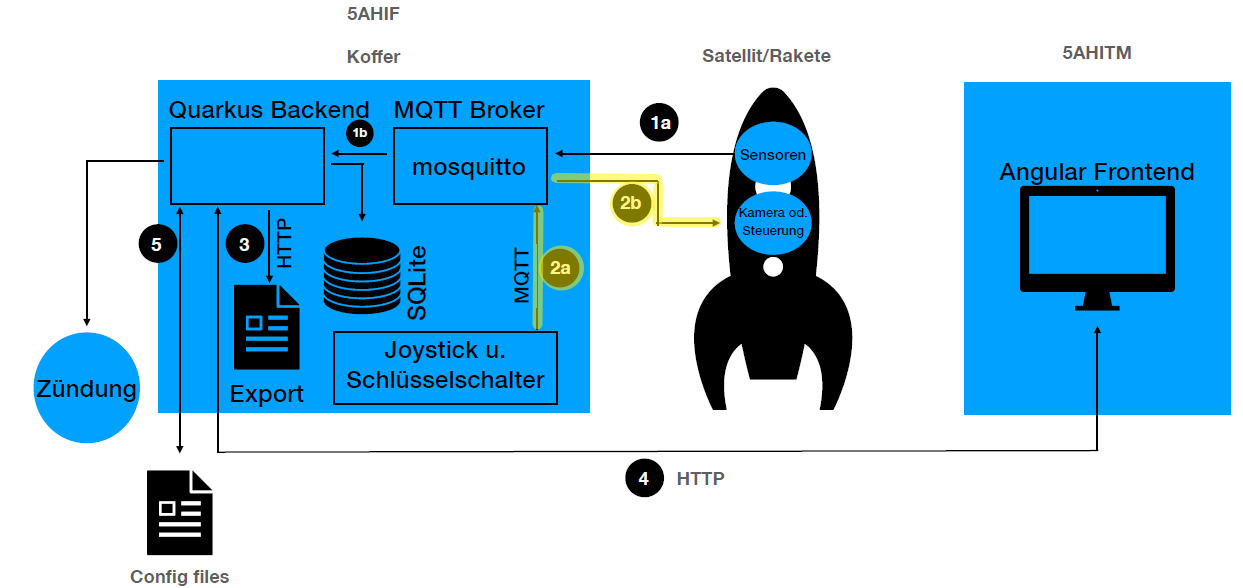 5AHIF
Koffer
Satellit/Rakete
5AHITM
Quarkus Backend
MQTT Broker
1b
1a
mosquitto
Sensoren
Angular Frontend
2b
Kamera od.
Steuerung
5
3
HTTP
SQLite
MQTT
2a
Joystick u.
Schlüsselschalter
Zündung
Export
4
HTTP
Config files